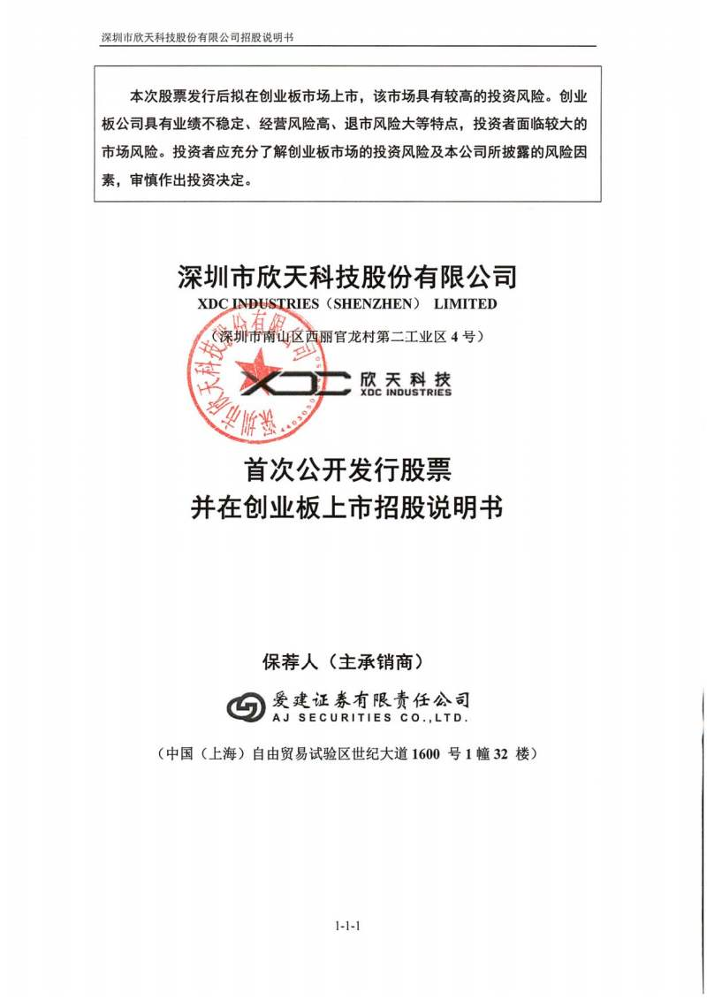 深圳市欣天科技股份有限公司招股说明书
本次股票发行后拟在创业板市场上市，该市场具有较高的投资风险。创业
板公司具有业绩不稳定、经营风险高、退市风险大等特点，投资者面临较大的
市场风险。投资者应充分了解创业板市场的投资风险及本公司所披露的风险因
素，审慎作出投资决定。
深圳市欣天科技股份有限公司
XDC INDUSTRIES（SHENZHEN） LIMITED
（深圳市南山区西丽官龙村第二工业区 4 号）
深圳市欣天科技股份有限公司
XDC 欣天科技
XDC INDUSTRIES
首次公开发行股票
并在创业板上市招股说明书
保荐人（主承销商）
爱建证券有限责任公司
AJ SECURITIES CO.,LTD.
（中国（上海）自由贸易试验区世纪大道 1600 号 1 幢 32 楼）
1-1-1